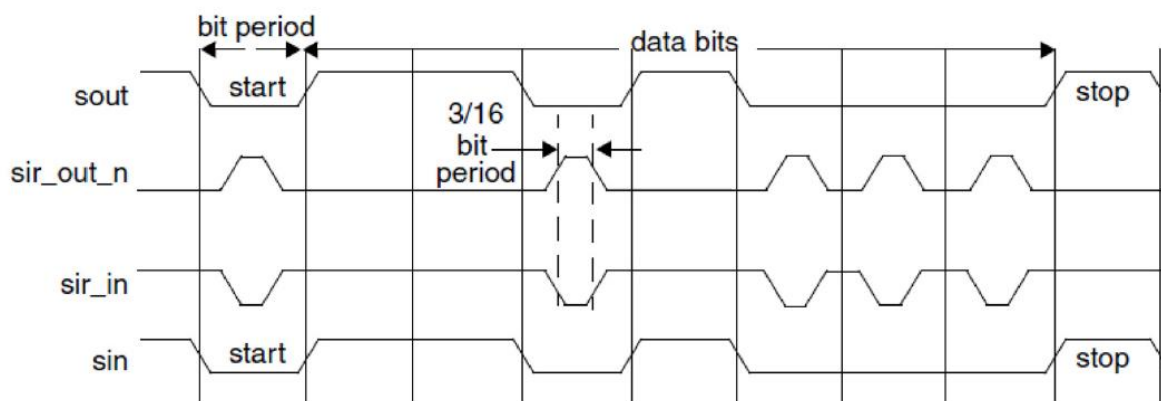 bit period
data bits
sout
start
stop
3/16
bit
period
sir_out_n
sir_in
sin
start
stop